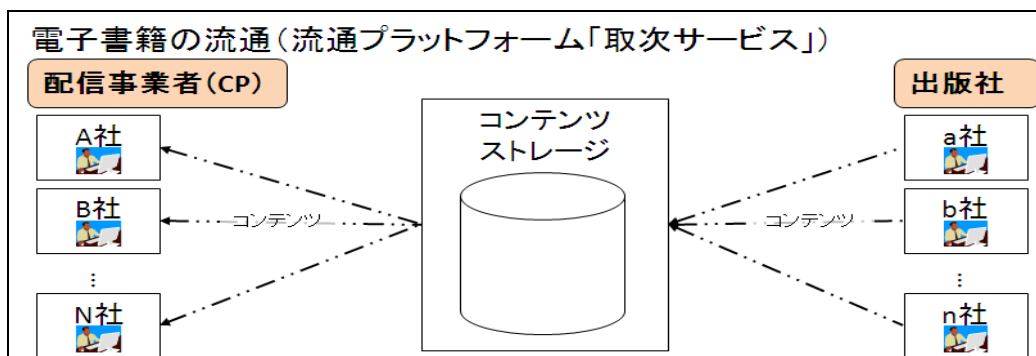 電子書籍の流通(流通プラットフォーム「取次サービス」)
配信事業者(CP)
出版社
A社
B社
⋮
N社
コンテンツ
コンテンツ
ストレージ
コンテンツ
a社
b社
⋮
n社